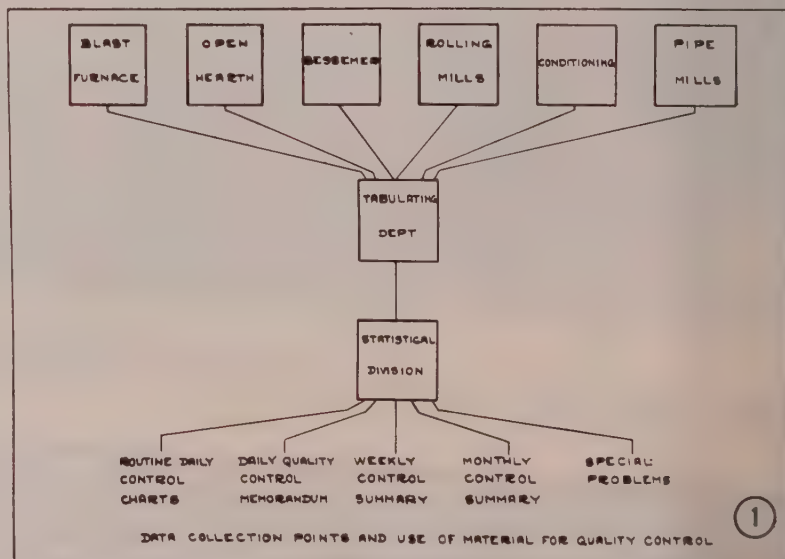 BLAST
FURNACE
OPEN
HEARTH
BESSEMER
ROLLING
MILLS
CONDITIONING
PIPE
MILLS
TABULATING
DEPT
STATISTICAL
DIVISION
ROUTINE DAILY
CONTROL
CHARTS
DAILY QUALITY
CONTROL
MEMORANDUM
WEEKLY
CONTROL
SUMMARY
MONTHLY
CONTROL
SUMMARY
SPECIAL
PROBLEMS
1
DATA COLLECTION POINTS AND USE OF MATERIAL FOR QUALITY CONTROL